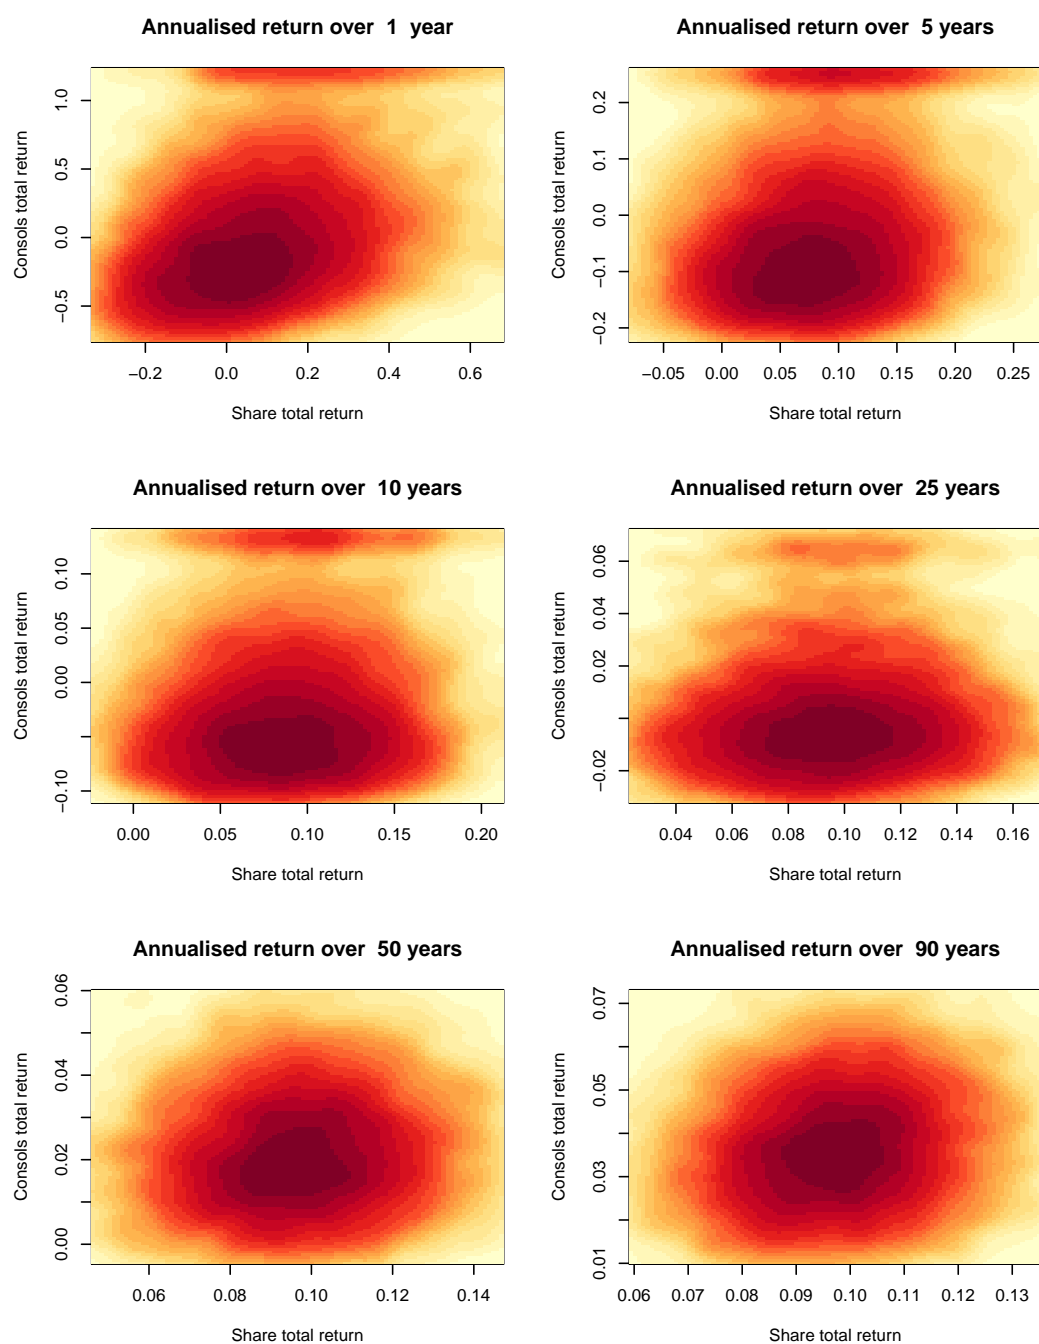 Annualised return over 1 year
Consols total return
1.0
0.5
0.0
−0.5
−0.2 0.0 0.2 0.4 0.6
Share total return
Annualised return over 5 years
Consols total return
0.2
0.1
0.0
−0.1
−0.2
−0.05 0.00 0.05 0.10 0.15 0.20 0.25
Share total return
Annualised return over 10 years
Consols total return
0.10
0.05
0.00
−0.10
0.00 0.05 0.10 0.15 0.20
Share total return
Annualised return over 25 years
Consols total return
0.06
0.04
0.02
−0.02
0.04 0.06 0.08 0.10 0.12 0.14 0.16
Share total return
Annualised return over 50 years
Consols total return
0.06
0.04
0.02
0.00
0.06 0.08 0.10 0.12 0.14
Share total return
Annualised return over 90 years
Consols total return
0.07
0.05
0.03
0.01
0.06 0.07 0.08 0.09 0.10 0.11 0.12 0.13
Share total return